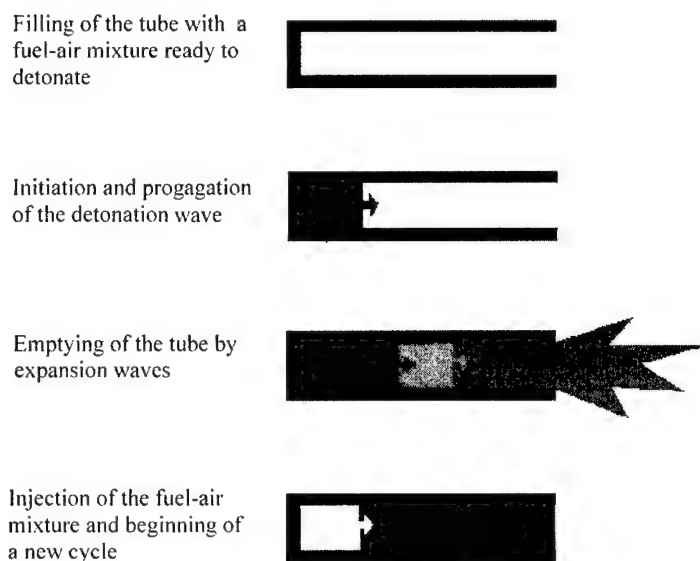 Filling of the tube with a
fuel-air mixture ready to
detonate
Initiation and progagation
of the detonation wave
Emptying of the tube by
expansion waves
Injection of the fuel-air
mixture and beginning of
a new cycle